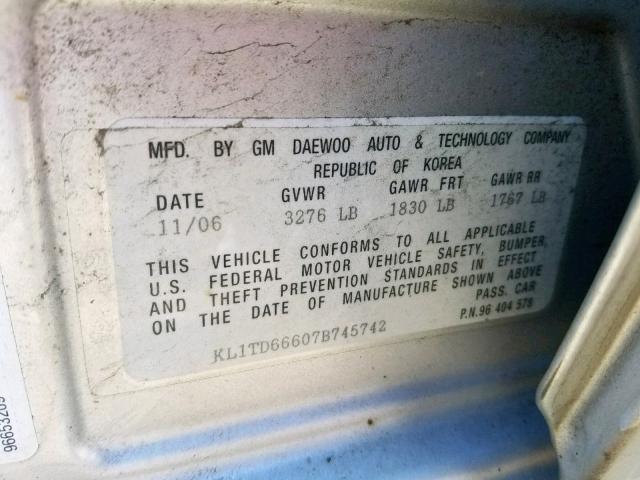 MFD. BY GM DAEWOO AUTO & TECHNOLOGY COMPANY
REPUBLIC OF KOREA
DATE GVWR GAWR FRT GAWR RR
11/06 3276 LB 1830 LB 1767 LB
THIS VEHICLE CONFORMS TO ALL APPLICABLE
U.S. FEDERAL MOTOR VEHICLE SAFETY, BUMPER,
AND THEFT PREVENTION STANDARDS IN EFFECT
ON THE DATE OF MANUFACTURE SHOWN ABOVE
PASS. CAR
P.N.96 404 578
KL1TD66607B745742
96653209